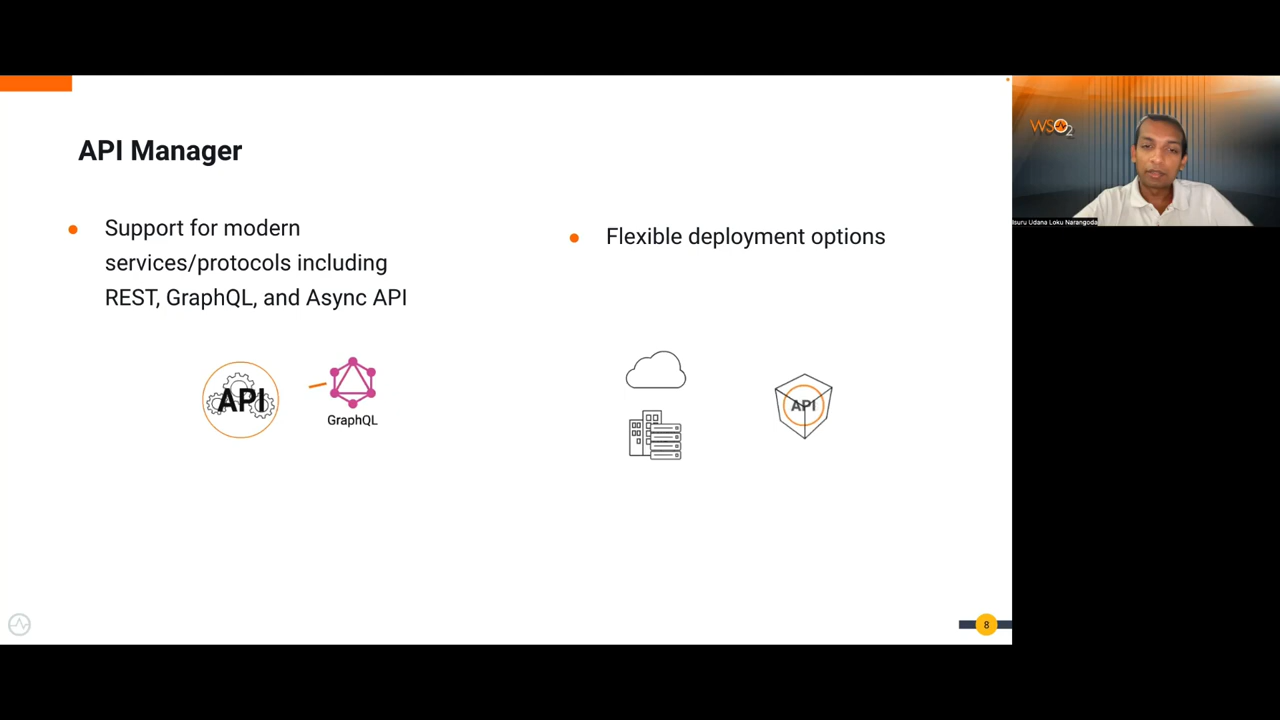 API Manager
Support for modern
services/protocols including
REST, GraphQL, and Async API
Flexible deployment options
API
GraphQL
API
8
WSO2
Isuru Udana Loku Narangoda